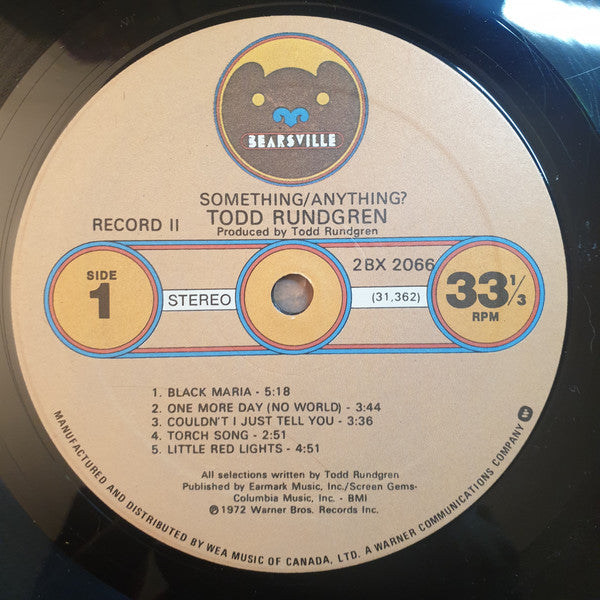 BEARSVILLE
SOMETHING/ANYTHING?
TODD RUNDGREN
RECORD II
Produced by Todd Rundgren
2BX 2066
SIDE
1
STEREO
(31,362)
33 1/3
RPM
1. BLACK MARIA - 5:18
2. ONE MORE DAY (NO WORLD) - 3:44
3. COULDN'T I JUST TELL YOU - 3:36
4. TORCH SONG - 2:51
5. LITTLE RED LIGHTS - 4:51
All selections written by Todd Rundgren
Published by Earmark Music, Inc./Screen Gems-
Columbia Music, Inc. - BMI
℗ 1972 Warner Bros. Records Inc.
MANUFACTURED AND DISTRIBUTED BY WEA MUSIC OF CANADA, LTD. A WARNER COMMUNICATIONS COMPANY